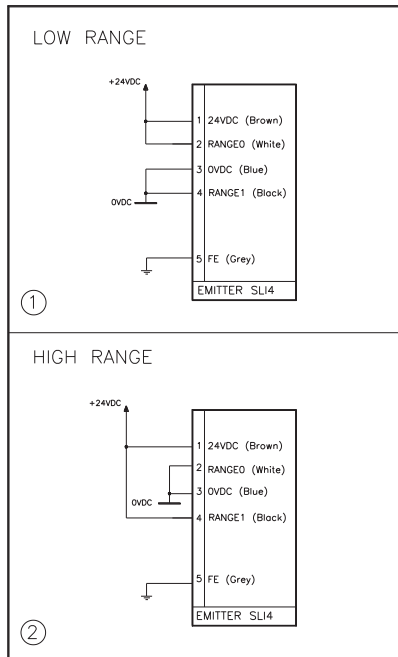 LOW RANGE
+24VDC
1 24VDC (Brown)
2 RANGE0 (White)
3 0VDC (Blue)
0VDC
4 RANGE1 (Black)
5 FE (Grey)
EMITTER SLI4
1
HIGH RANGE
+24VDC
1 24VDC (Brown)
2 RANGE0 (White)
3 0VDC (Blue)
0VDC
4 RANGE1 (Black)
5 FE (Grey)
EMITTER SLI4
2